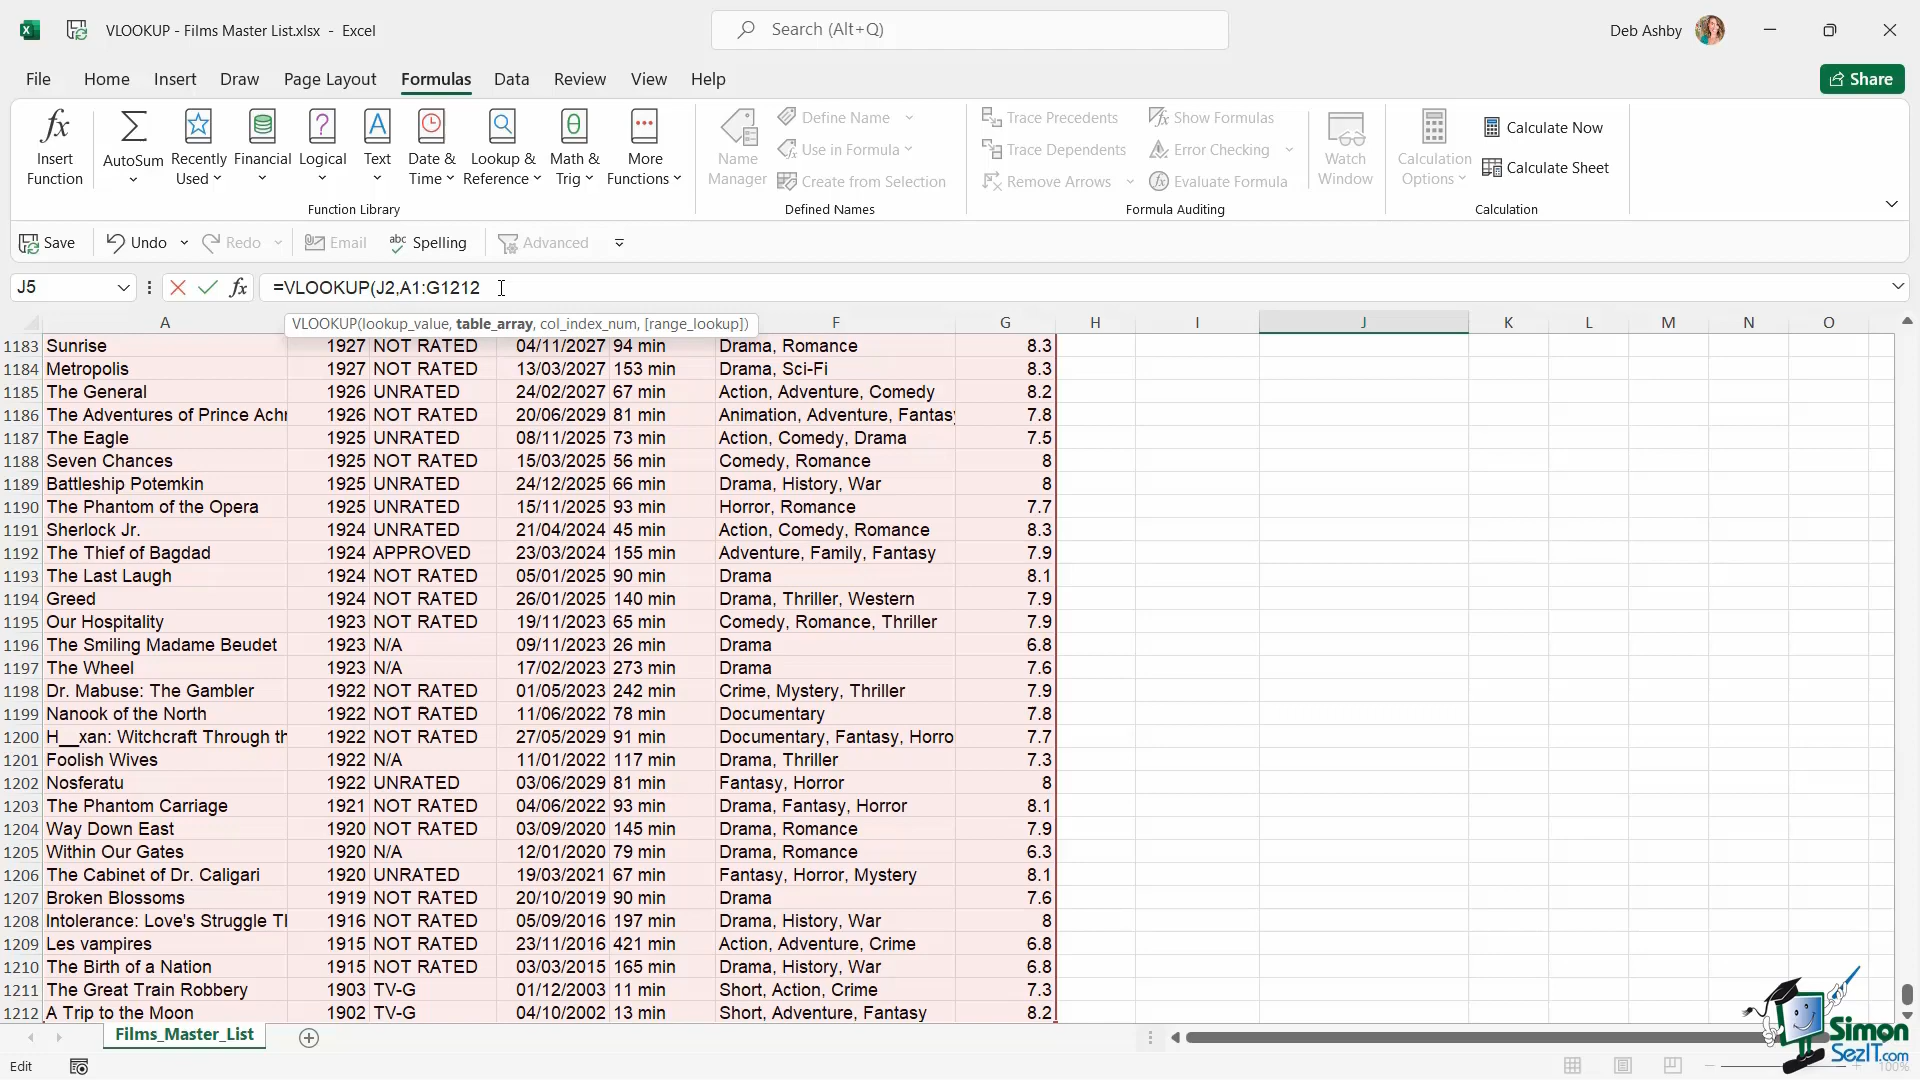 VLOOKUP - Films Master List.xlsx - Excel
Search (Alt+Q)
Deb Ashby
File Home Insert Draw Page Layout Formulas Data Review View Help
Share
Insert Function
AutoSum
Recently Used
Financial
Logical
Text
Date & Time
Lookup & Reference
Math & Trig
More Functions
Function Library
Name Manager
Define Name
Use in Formula
Create from Selection
Defined Names
Trace Precedents
Trace Dependents
Remove Arrows
Show Formulas
Error Checking
Evaluate Formula
Formula Auditing
Watch Window
Calculation Options
Calculate Now
Calculate Sheet
Calculation
Save Undo Redo Email Spelling Advanced
J5 fx =VLOOKUP(J2,A1:G1212
VLOOKUP(lookup_value, table_array, col_index_num, [range_lookup])
A F G H I J K L M N O
1183 Sunrise 1927 NOT RATED 04/11/2027 94 min Drama, Romance 8.3
1184 Metropolis 1927 NOT RATED 13/03/2027 153 min Drama, Sci-Fi 8.3
1185 The General 1926 UNRATED 24/02/2027 67 min Action, Adventure, Comedy 8.2
1186 The Adventures of Prince Achr 1926 NOT RATED 20/06/2029 81 min Animation, Adventure, Fantasy 7.8
1187 The Eagle 1925 UNRATED 08/11/2025 73 min Action, Comedy, Drama 7.5
1188 Seven Chances 1925 NOT RATED 15/03/2025 56 min Comedy, Romance 8
1189 Battleship Potemkin 1925 UNRATED 24/12/2025 66 min Drama, History, War 8
1190 The Phantom of the Opera 1925 UNRATED 15/11/2025 93 min Horror, Romance 7.7
1191 Sherlock Jr. 1924 UNRATED 21/04/2024 45 min Action, Comedy, Romance 8.3
1192 The Thief of Bagdad 1924 APPROVED 23/03/2024 155 min Adventure, Family, Fantasy 7.9
1193 The Last Laugh 1924 NOT RATED 05/01/2025 90 min Drama 8.1
1194 Greed 1924 NOT RATED 26/01/2025 140 min Drama, Thriller, Western 7.9
1195 Our Hospitality 1923 NOT RATED 19/11/2023 65 min Comedy, Romance, Thriller 7.9
1196 The Smiling Madame Beudet 1923 N/A 09/11/2023 26 min Drama 6.8
1197 The Wheel 1923 N/A 17/02/2023 273 min Drama 7.6
1198 Dr. Mabuse: The Gambler 1922 NOT RATED 01/05/2023 242 min Crime, Mystery, Thriller 7.9
1199 Nanook of the North 1922 NOT RATED 11/06/2022 78 min Documentary 7.8
1200 H__xan: Witchcraft Through th 1922 NOT RATED 27/05/2029 91 min Documentary, Fantasy, Horro 7.7
1201 Foolish Wives 1922 N/A 11/01/2022 117 min Drama, Thriller 7.3
1202 Nosferatu 1922 UNRATED 03/06/2029 81 min Fantasy, Horror 8
1203 The Phantom Carriage 1921 NOT RATED 04/06/2022 93 min Drama, Fantasy, Horror 8.1
1204 Way Down East 1920 NOT RATED 03/09/2020 145 min Drama, Romance 7.9
1205 Within Our Gates 1920 N/A 12/01/2020 79 min Drama, Romance 6.3
1206 The Cabinet of Dr. Caligari 1920 UNRATED 19/03/2021 67 min Fantasy, Horror, Mystery 8.1
1207 Broken Blossoms 1919 NOT RATED 20/10/2019 90 min Drama 7.6
1208 Intolerance: Love's Struggle Tl 1916 NOT RATED 05/09/2016 197 min Drama, History, War 8
1209 Les vampires 1915 NOT RATED 23/11/2016 421 min Action, Adventure, Crime 6.8
1210 The Birth of a Nation 1915 NOT RATED 03/03/2015 165 min Drama, History, War 6.8
1211 The Great Train Robbery 1903 TV-G 01/12/2003 11 min Short, Action, Crime 7.3
1212 A Trip to the Moon 1902 TV-G 04/10/2002 13 min Short, Adventure, Fantasy 8.2
Films_Master_List
Edit
100%
Simon
SezIT.com